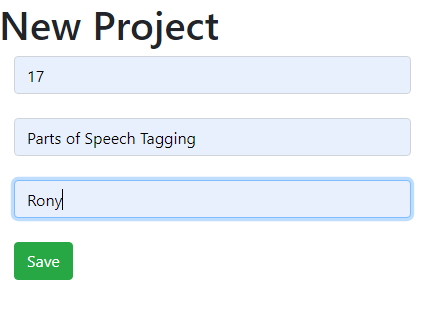 New Project
17
Parts of Speech Tagging
Rony
Save